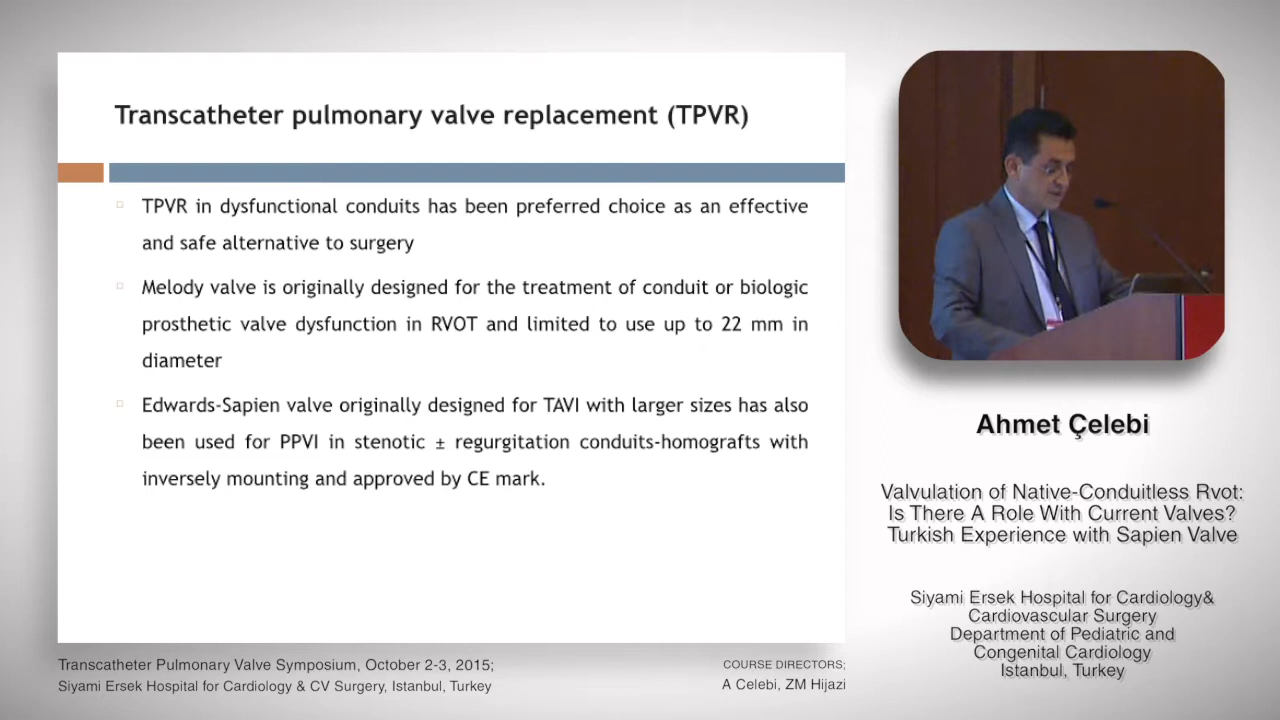 Transcatheter pulmonary valve replacement (TPVR)
TPVR in dysfunctional conduits has been preferred choice as an effective
and safe alternative to surgery
Melody valve is originally designed for the treatment of conduit or biologic
prosthetic valve dysfunction in RVOT and limited to use up to 22 mm in
diameter
Edwards-Sapien valve originally designed for TAVI with larger sizes has also
been used for PPVI in stenotic ± regurgitation conduits-homografts with
inversely mounting and approved by CE mark.
Ahmet Çelebi
Valvulation of Native-Conduitless Rvot:
Is There A Role With Current Valves?
Turkish Experience with Sapien Valve
Siyami Ersek Hospital for Cardiology&
Cardiovascular Surgery
Department of Pediatric and
Congenital Cardiology
Istanbul, Turkey
Transcatheter Pulmonary Valve Symposium, October 2-3, 2015;
Siyami Ersek Hospital for Cardiology & CV Surgery, Istanbul, Turkey
COURSE DIRECTORS;
A Celebi, ZM Hijazi